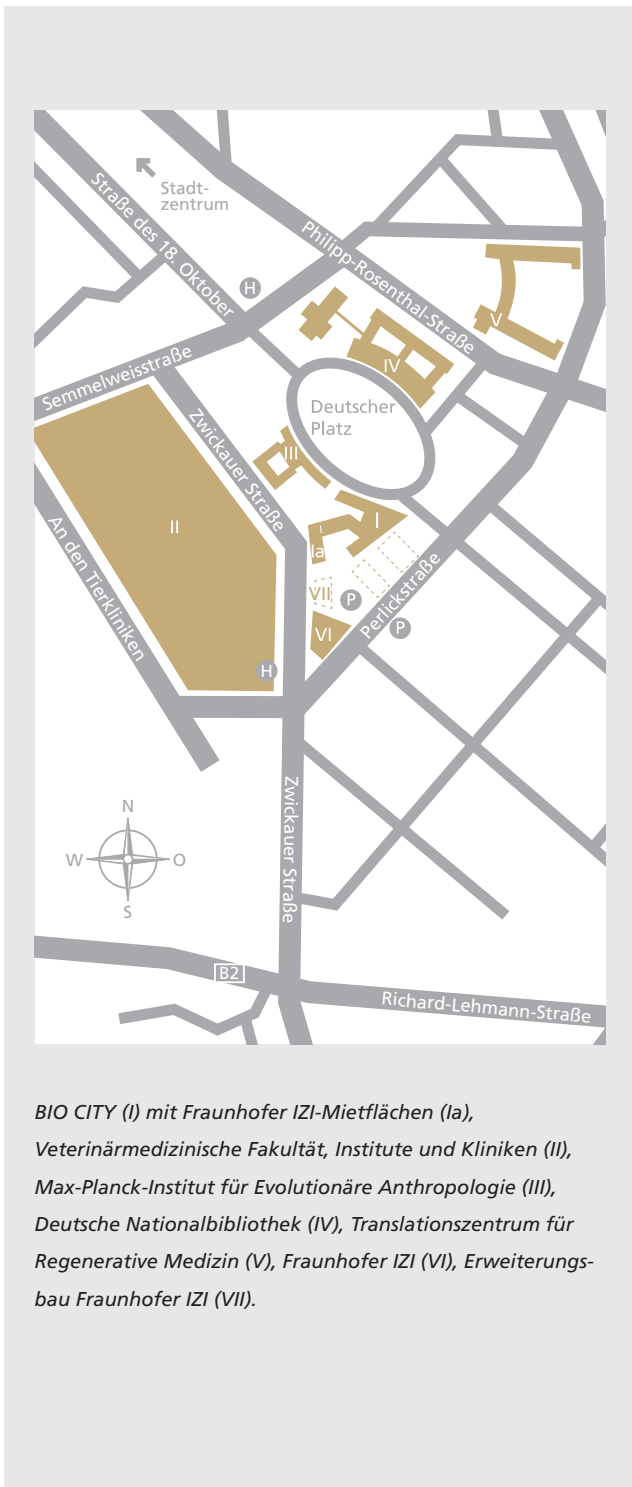 Stadt-
zentrum
Straße des 18. Oktober
H
Philipp-Rosenthal-Straße
V
Semmelweisstraße
IV
Deutscher
Platz
Zwickauer Straße
III
II
I
Ia
An den Tierkliniken
VII
P
Perlickstraße
P
VI
H
N
W
O
S
Zwickauer Straße
B2
Richard-Lehmann-Straße
BIO CITY (I) mit Fraunhofer IZI-Mietflächen (Ia),
Veterinärmedizinische Fakultät, Institute und Kliniken (II),
Max-Planck-Institut für Evolutionäre Anthropologie (III),
Deutsche Nationalbibliothek (IV), Translationszentrum für
Regenerative Medizin (V), Fraunhofer IZI (VI), Erweiterungs-
bau Fraunhofer IZI (VII).